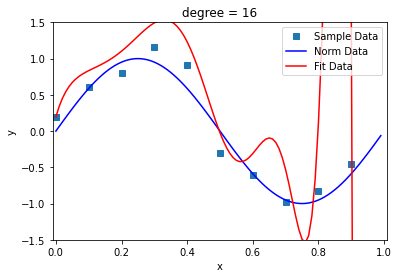 degree = 16
Sample Data
Norm Data
Fit Data
y
1.5
1.0
0.5
0.0
-0.5
-1.0
-1.5
0.0 0.2 0.4 0.6 0.8 1.0
x